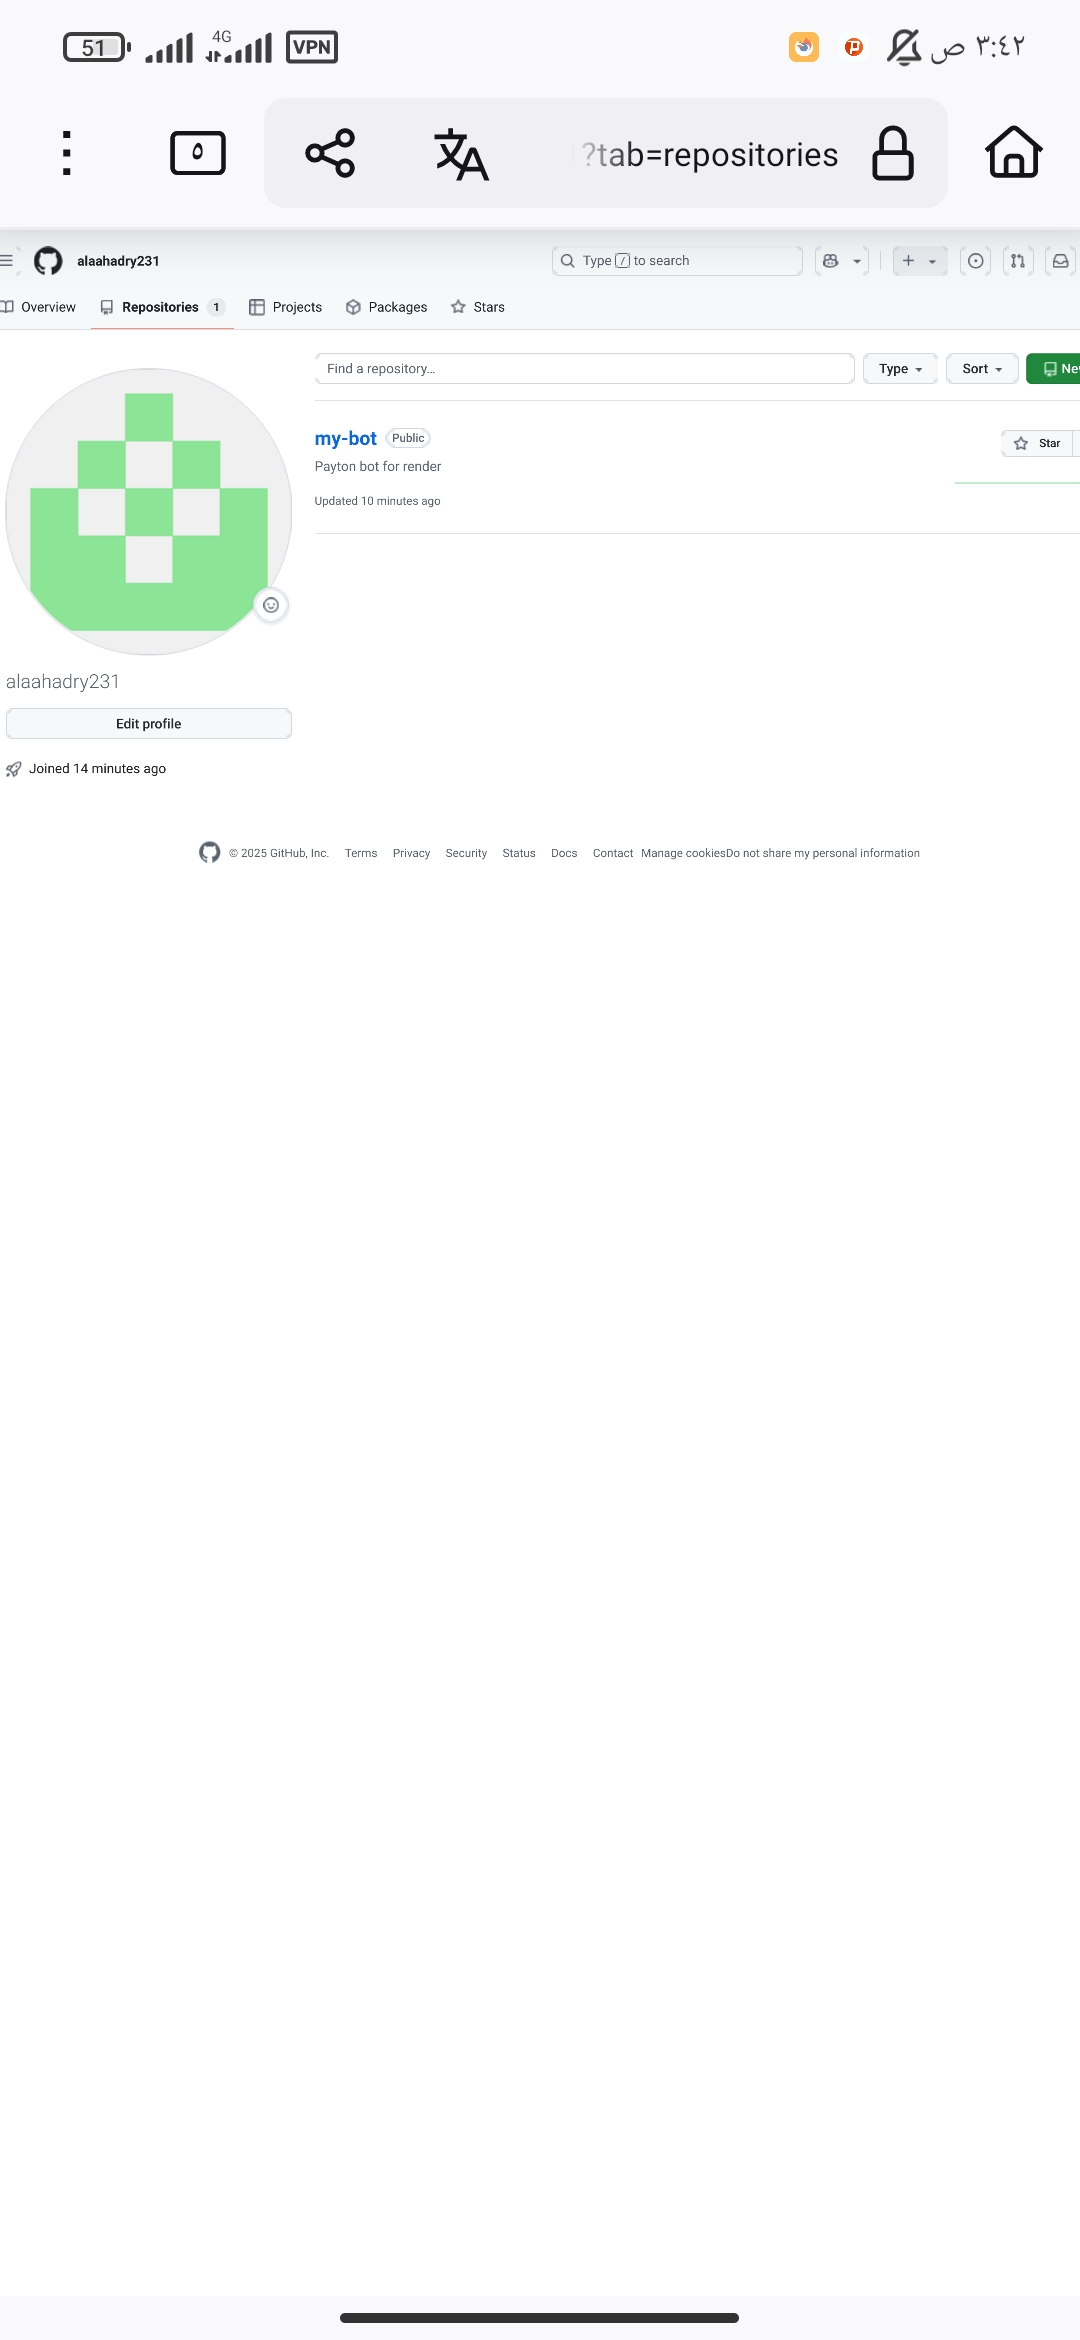 51 4G VPN ٣:٤٢ ص
٥ ?tab=repositories
alaahadry231 Type / to search
Overview Repositories 1 Projects Packages Stars
Find a repository... Type Sort
my-bot Public Star
Payton bot for render
Updated 10 minutes ago
alaahadry231
Edit profile
Joined 14 minutes ago
© 2025 GitHub, Inc. Terms Privacy Security Status Docs Contact Manage cookies Do not share my personal information